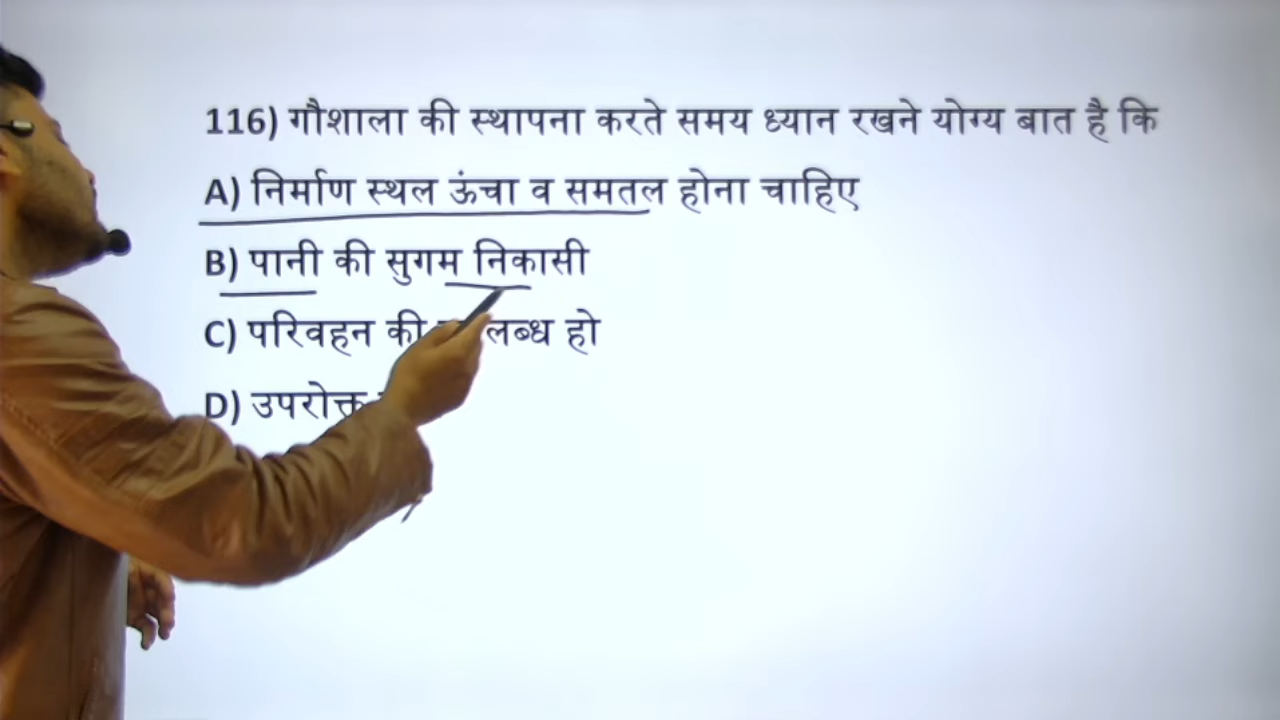 116) गौशाला की स्थापना करते समय ध्यान रखने योग्य बात है कि
A) निर्माण स्थल ऊंचा व समतल होना चाहिए
B) पानी की सुगम निकासी
C) परिवहन की हो
D) उपरोक्त